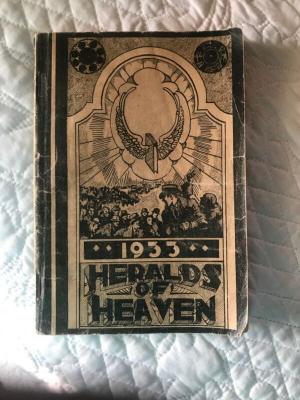 1933
HERALDS
OF
HEAVEN